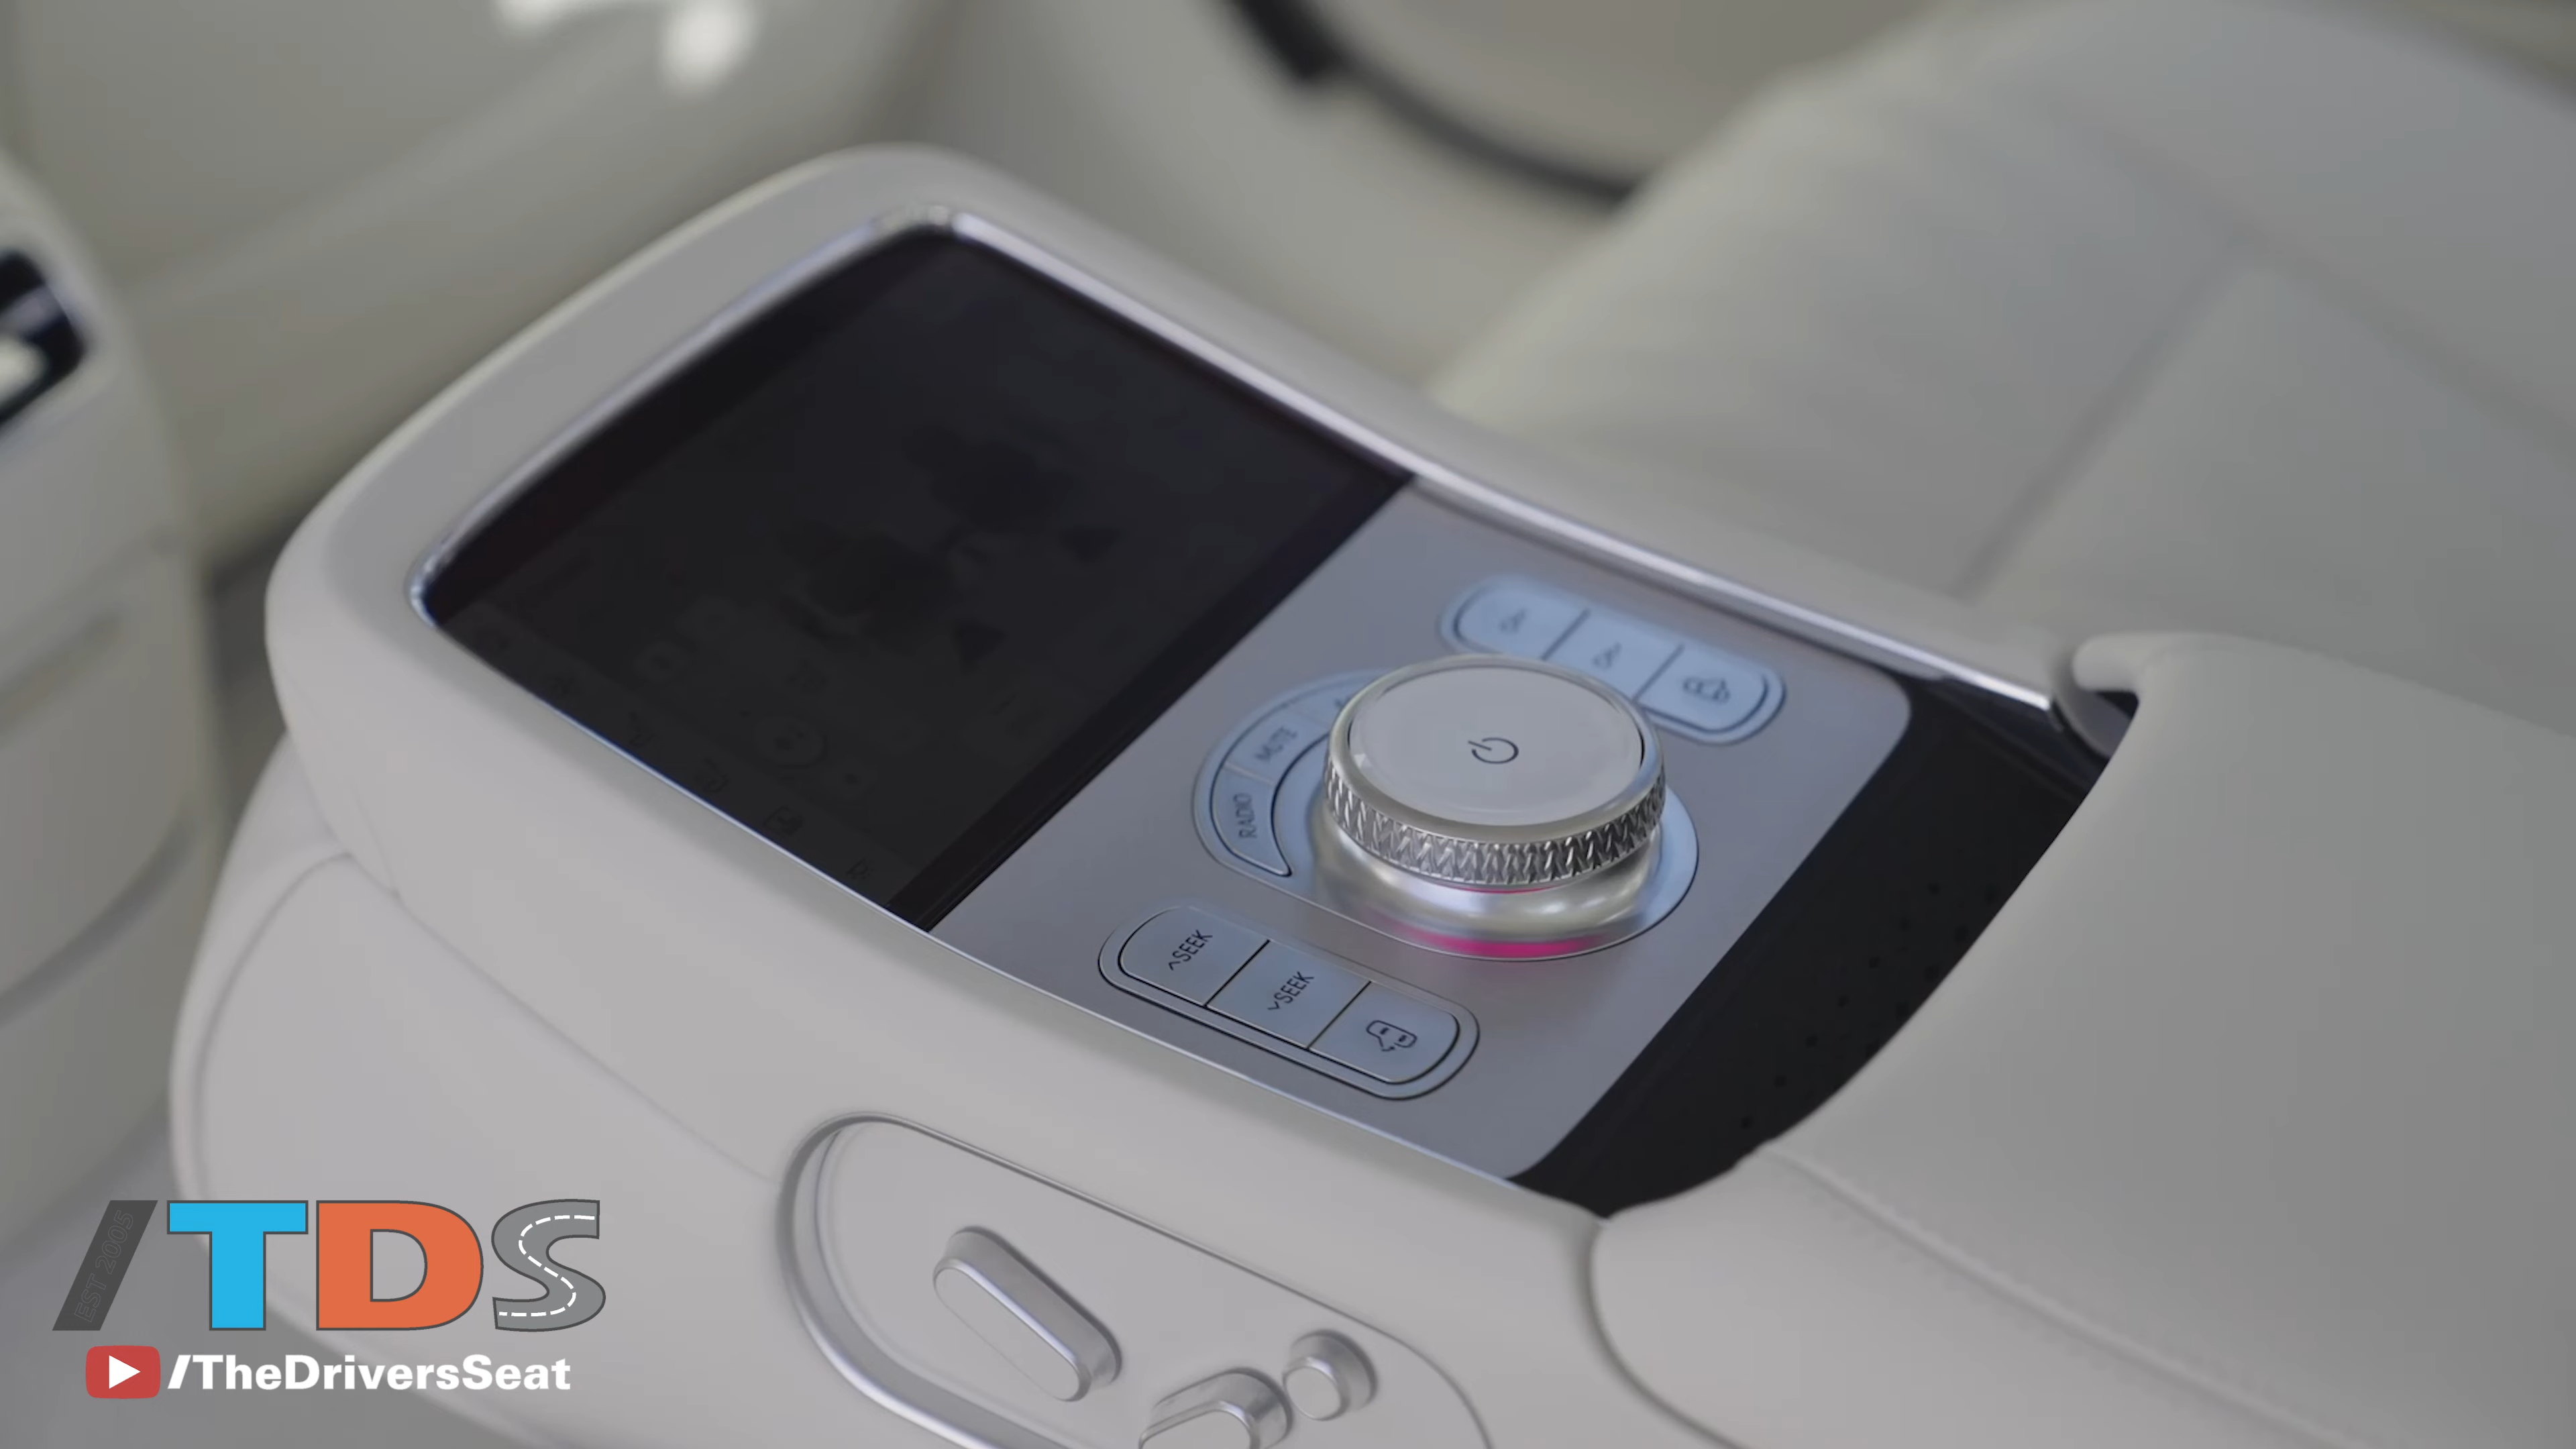 MUTE
RADIO
^SEEK
⌄SEEK
EST 2005
/TDS
/TheDriversSeat